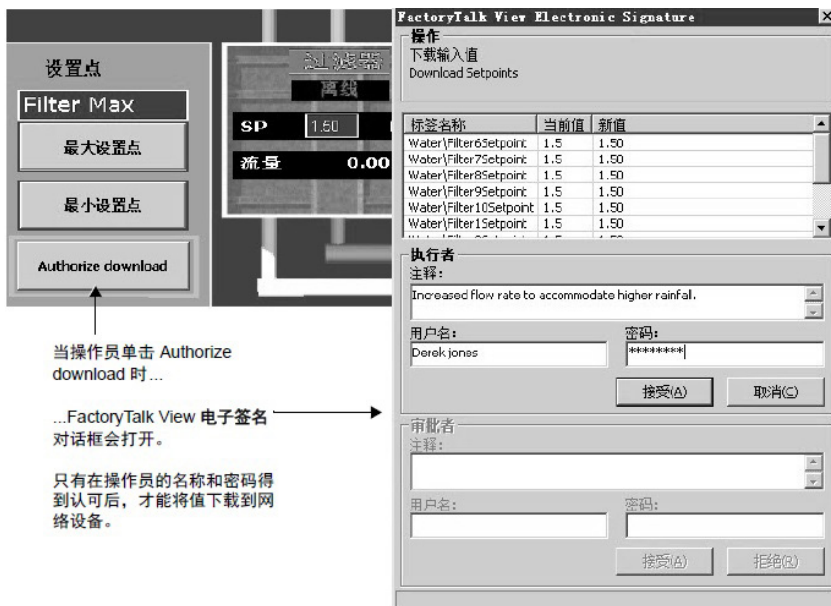 设置点
Filter Max
最大设置点
最小设置点
Authorize download
过滤器
离线
SP 1.50
流量 0.00
当操作员单击 Authorize
download 时...
...FactoryTalk View 电子签名
对话框会打开。
只有在操作员的名称和密码得
到认可后，才能将值下载到网
络设备。
FactoryTalk View Electronic Signature
操作
下载输入值
Download Setpoints
标签名称 当前值 新值
Water\Filter6Setpoint 1.5 1.50
Water\Filter7Setpoint 1.5 1.50
Water\Filter8Setpoint 1.5 1.50
Water\Filter9Setpoint 1.5 1.50
Water\Filter10Setpoint 1.5 1.50
Water\Filter1Setpoint 1.5 1.50
执行者
注释：
Increased flow rate to accommodate higher rainfall.
用户名： 密码：
Derek jones ********
接受(A) 取消(C)
审批者
注释：
用户名： 密码：
接受(A) 拒绝(R)